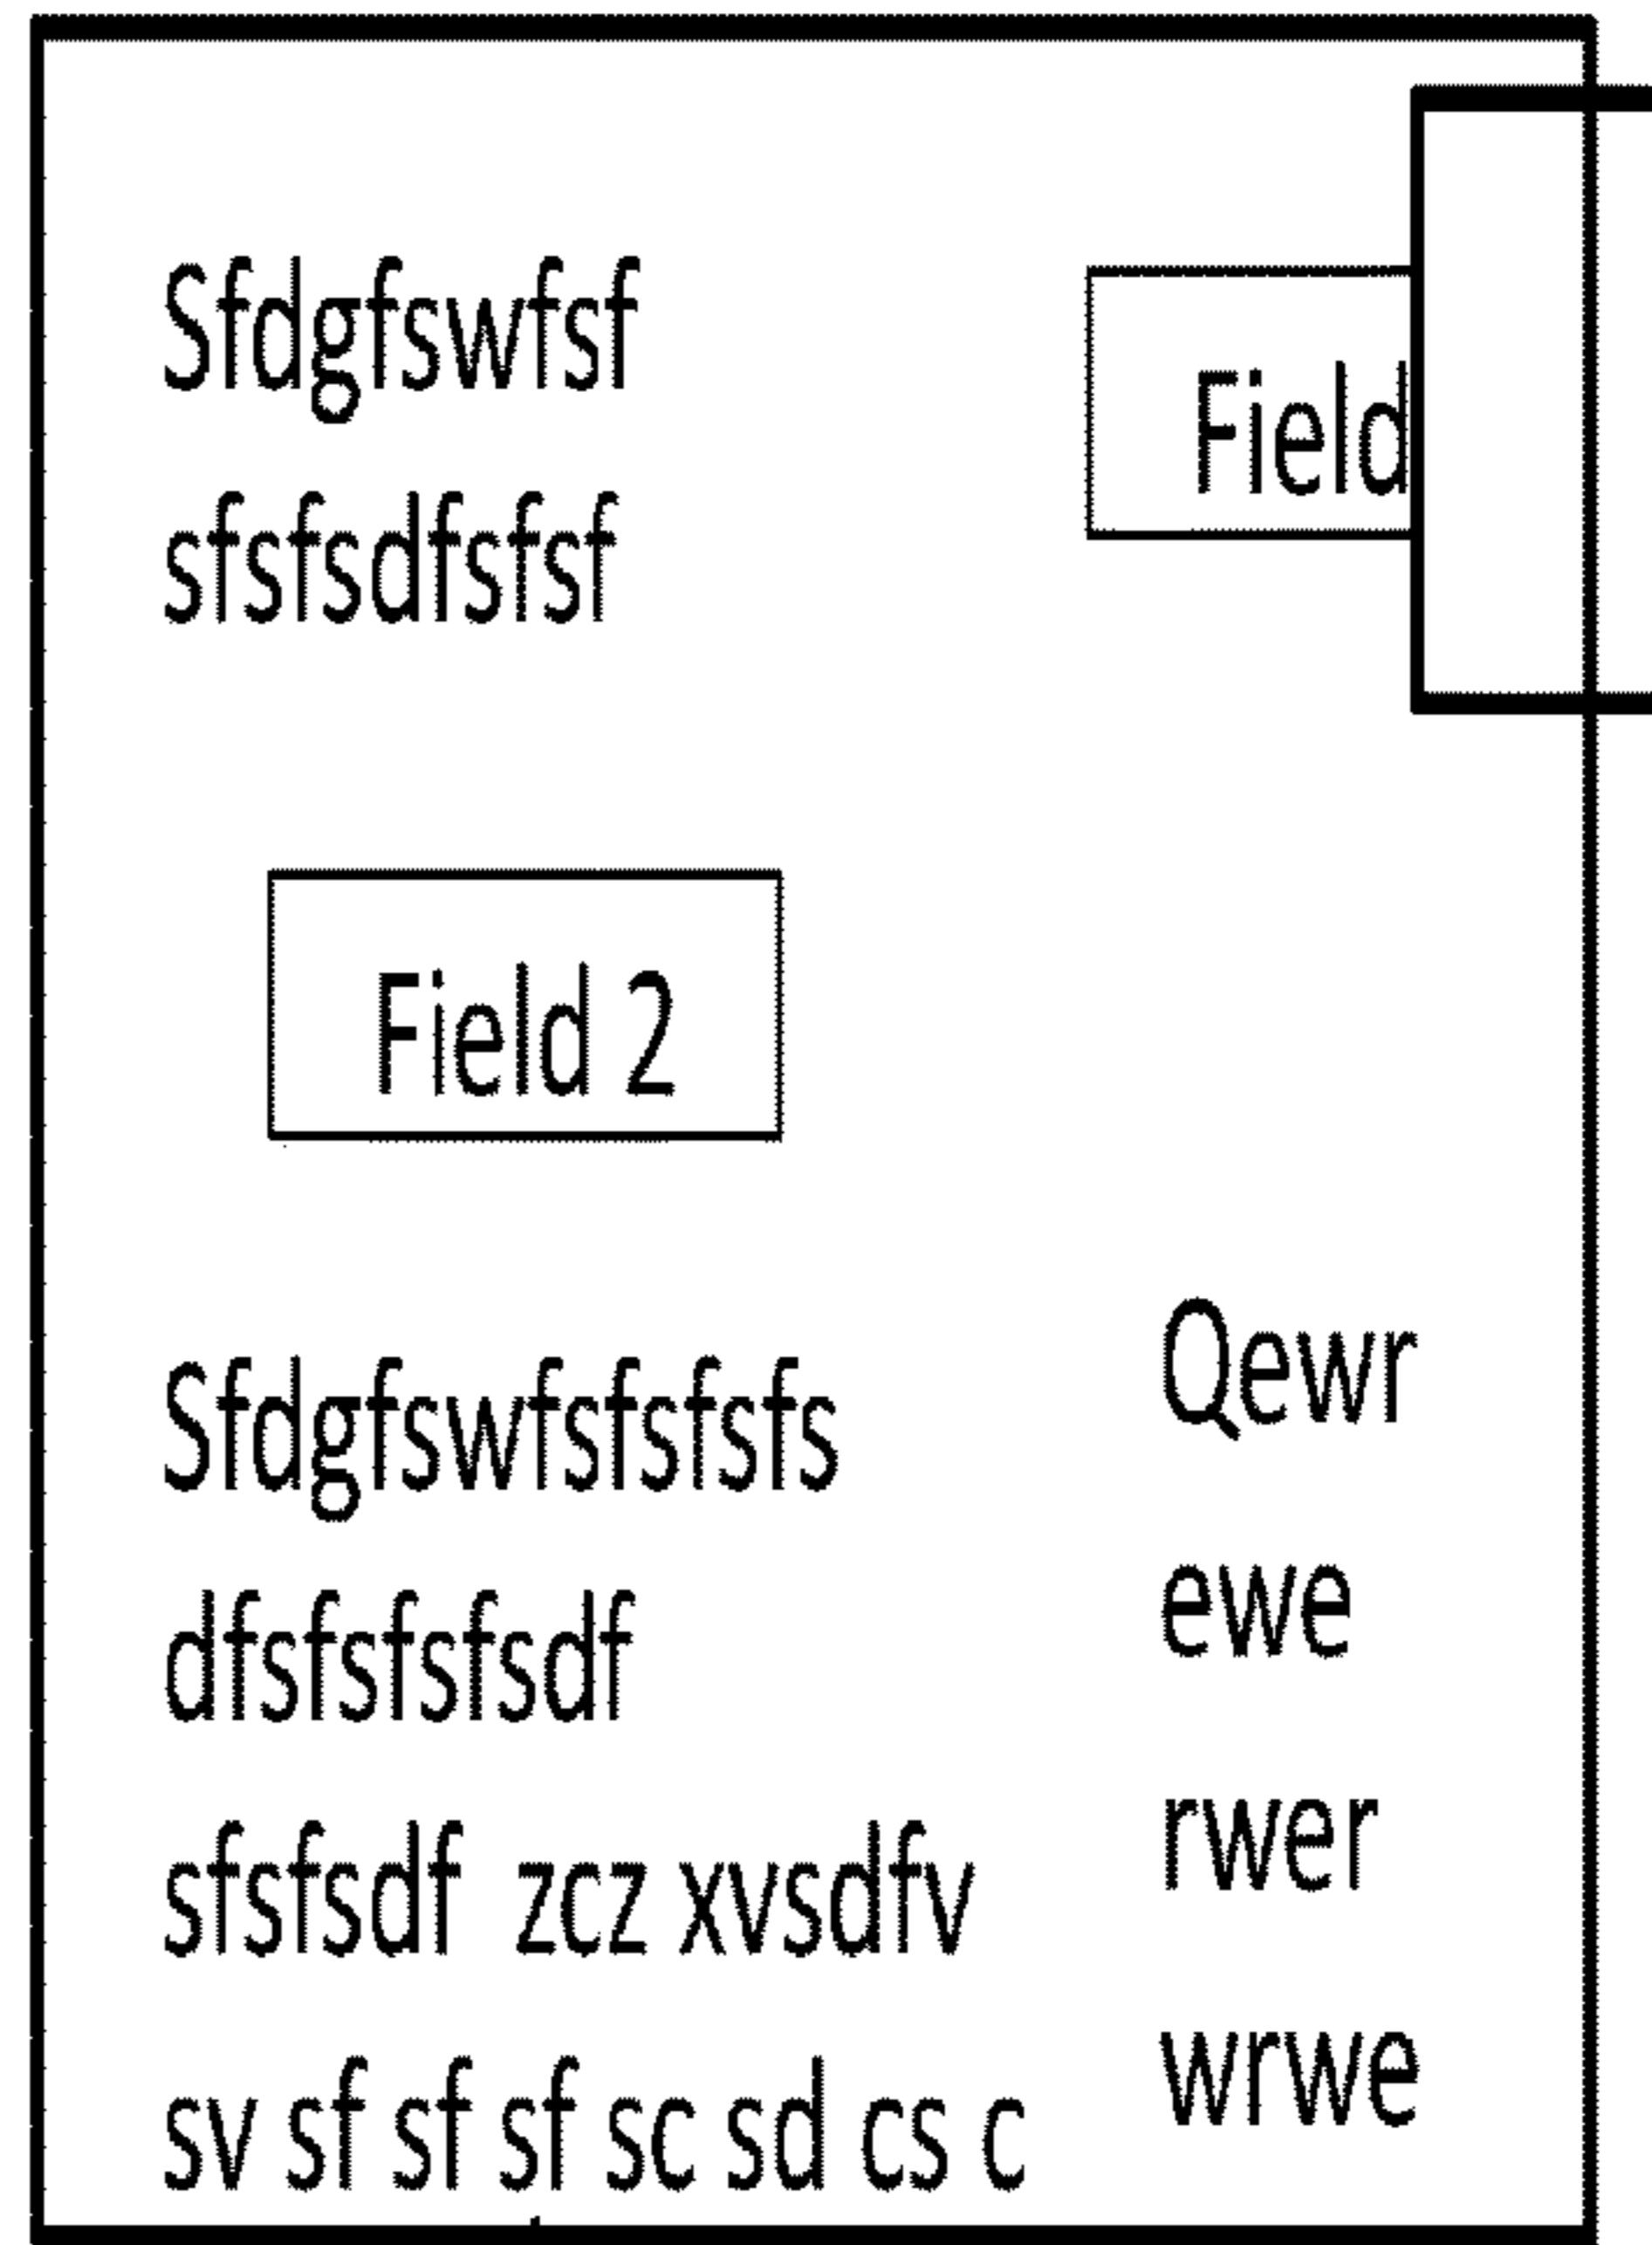 Sfdgfswfsf
sfsfsdfsfsf
Field
Field 2
Sfdgfswfsfsfsfs
dfsfsfsfsdf
sfsfsdf zcz xvsdfv
sv sf sf sf sc sd cs c
Qewr
ewe
rwer
wrwe